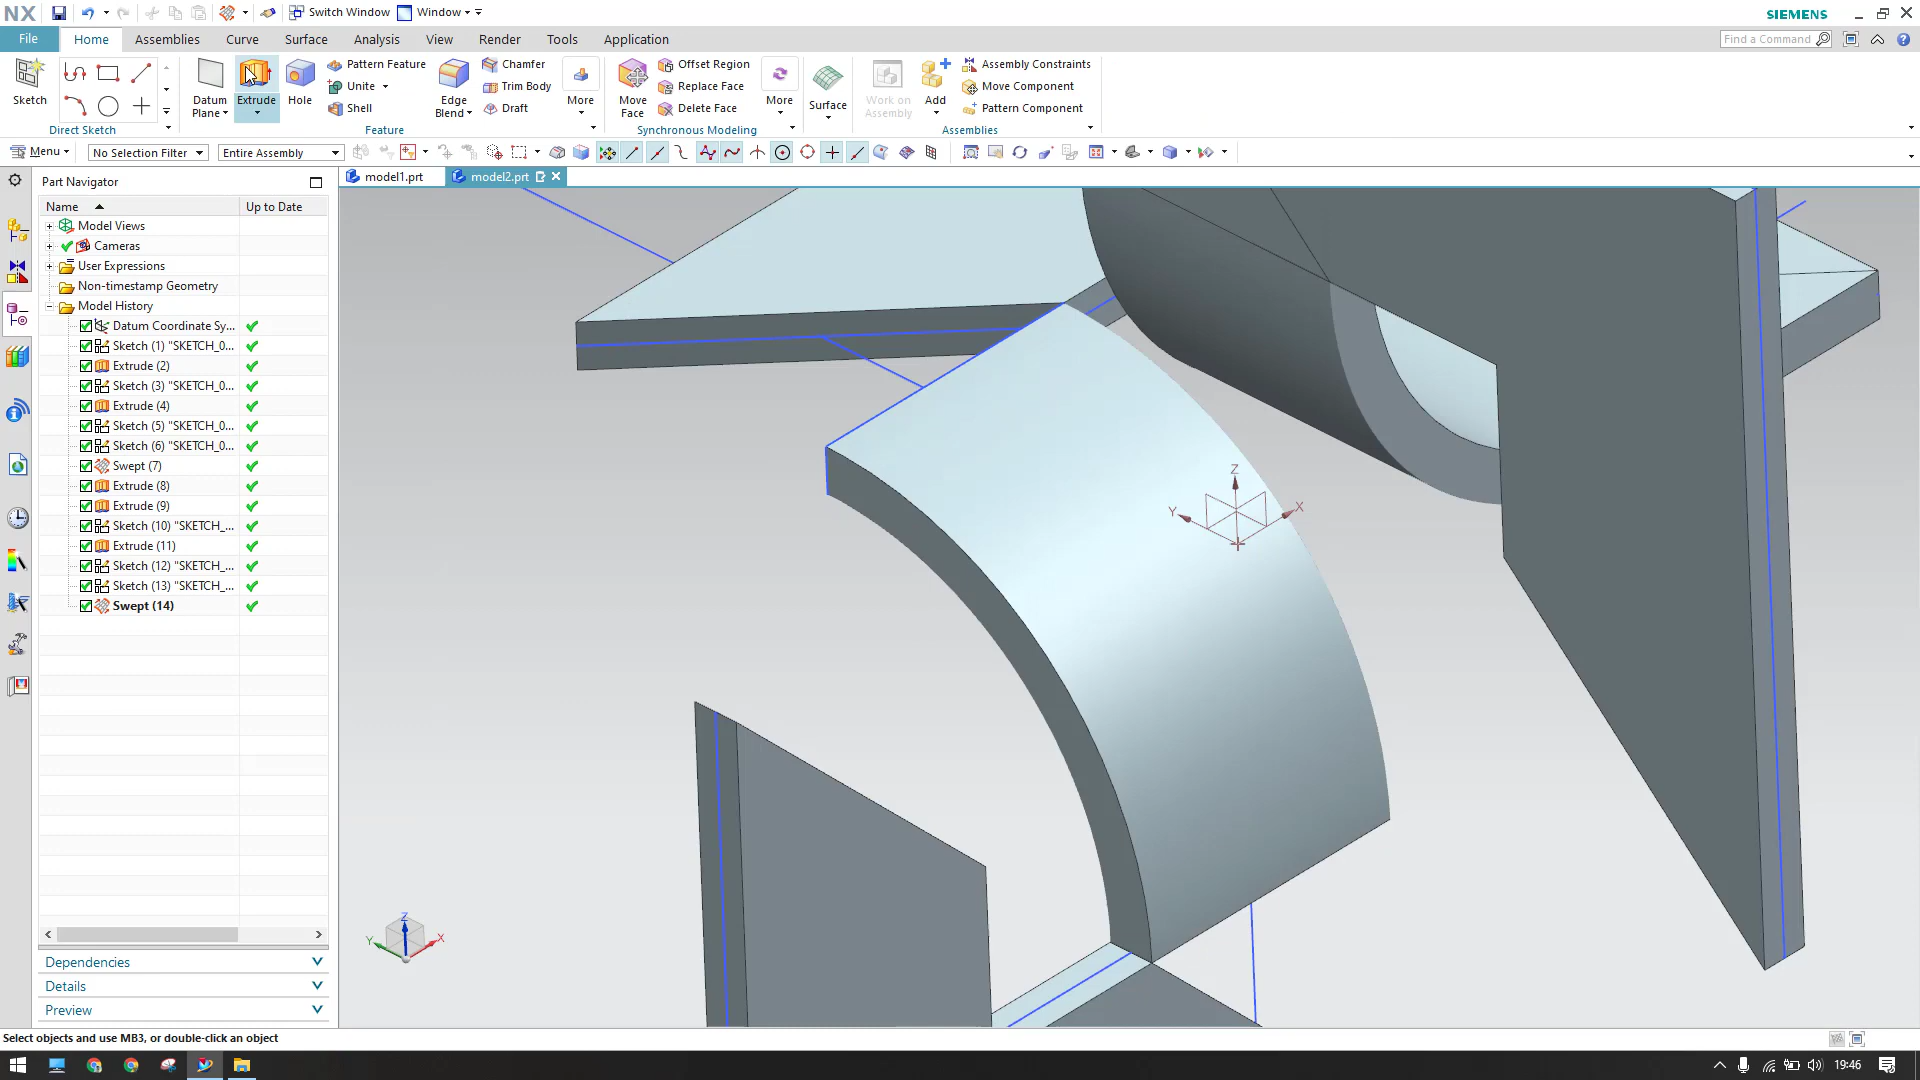 NX Switch Window Window SIEMENS
File Home Assemblies Curve Surface Analysis View Render Tools Application Find a Command
Sketch
Direct Sketch
Datum Plane
Extrude
Hole
Pattern Feature
Unite
Shell
Edge Blend
Chamfer
Trim Body
Draft
More
Feature
Move Face
Offset Region
Replace Face
Delete Face
More
Synchronous Modeling
Surface
Work on Assembly
Add
Assembly Constraints
Move Component
Pattern Component
Assemblies
Menu No Selection Filter Entire Assembly
Part Navigator
model1.prt model2.prt
Name Up to Date
Model Views
Cameras
User Expressions
Non-timestamp Geometry
Model History
Datum Coordinate Sy...
Sketch (1) "SKETCH_0...
Extrude (2)
Sketch (3) "SKETCH_0...
Extrude (4)
Sketch (5) "SKETCH_0...
Sketch (6) "SKETCH_0...
Swept (7)
Extrude (8)
Extrude (9)
Sketch (10) "SKETCH_...
Extrude (11)
Sketch (12) "SKETCH_...
Sketch (13) "SKETCH_...
Swept (14)
Z
Y X
Z
Y X
Dependencies
Details
Preview
Select objects and use MB3, or double-click an object
19:46